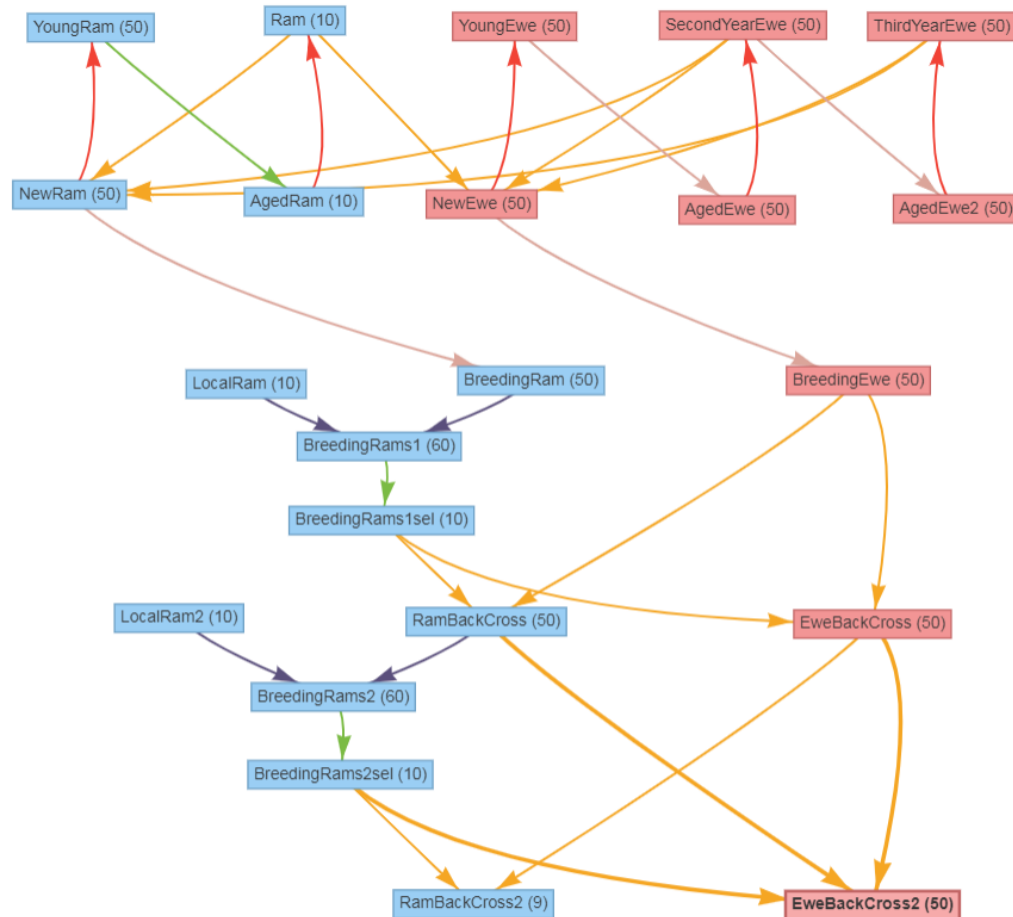 YoungRam (50)
Ram (10)
YoungEwe (50)
SecondYearEwe (50)
ThirdYearEwe (50)
NewRam (50)
AgedRam (10)
NewEwe (50)
AgedEwe (50)
AgedEwe2 (50)
LocalRam (10)
BreedingRam (50)
BreedingEwe (50)
BreedingRams1 (60)
BreedingRams1sel (10)
LocalRam2 (10)
RamBackCross (50)
EweBackCross (50)
BreedingRams2 (60)
BreedingRams2sel (10)
RamBackCross2 (9)
EweBackCross2 (50)